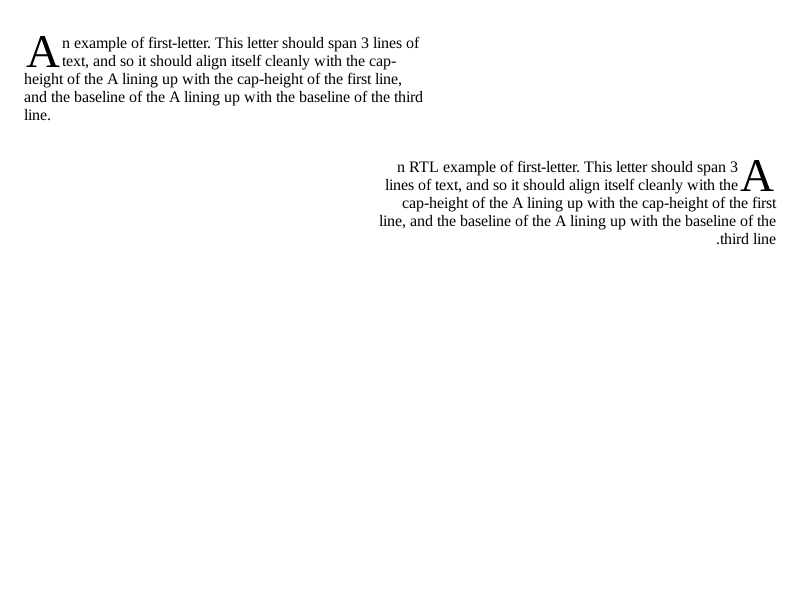 An example of first-letter. This letter should span 3 lines of
text, and so it should align itself cleanly with the cap-
height of the A lining up with the cap-height of the first line,
and the baseline of the A lining up with the baseline of the third
line.
An RTL example of first-letter. This letter should span 3
lines of text, and so it should align itself cleanly with the
cap-height of the A lining up with the cap-height of the first
line, and the baseline of the A lining up with the baseline of the
.third line